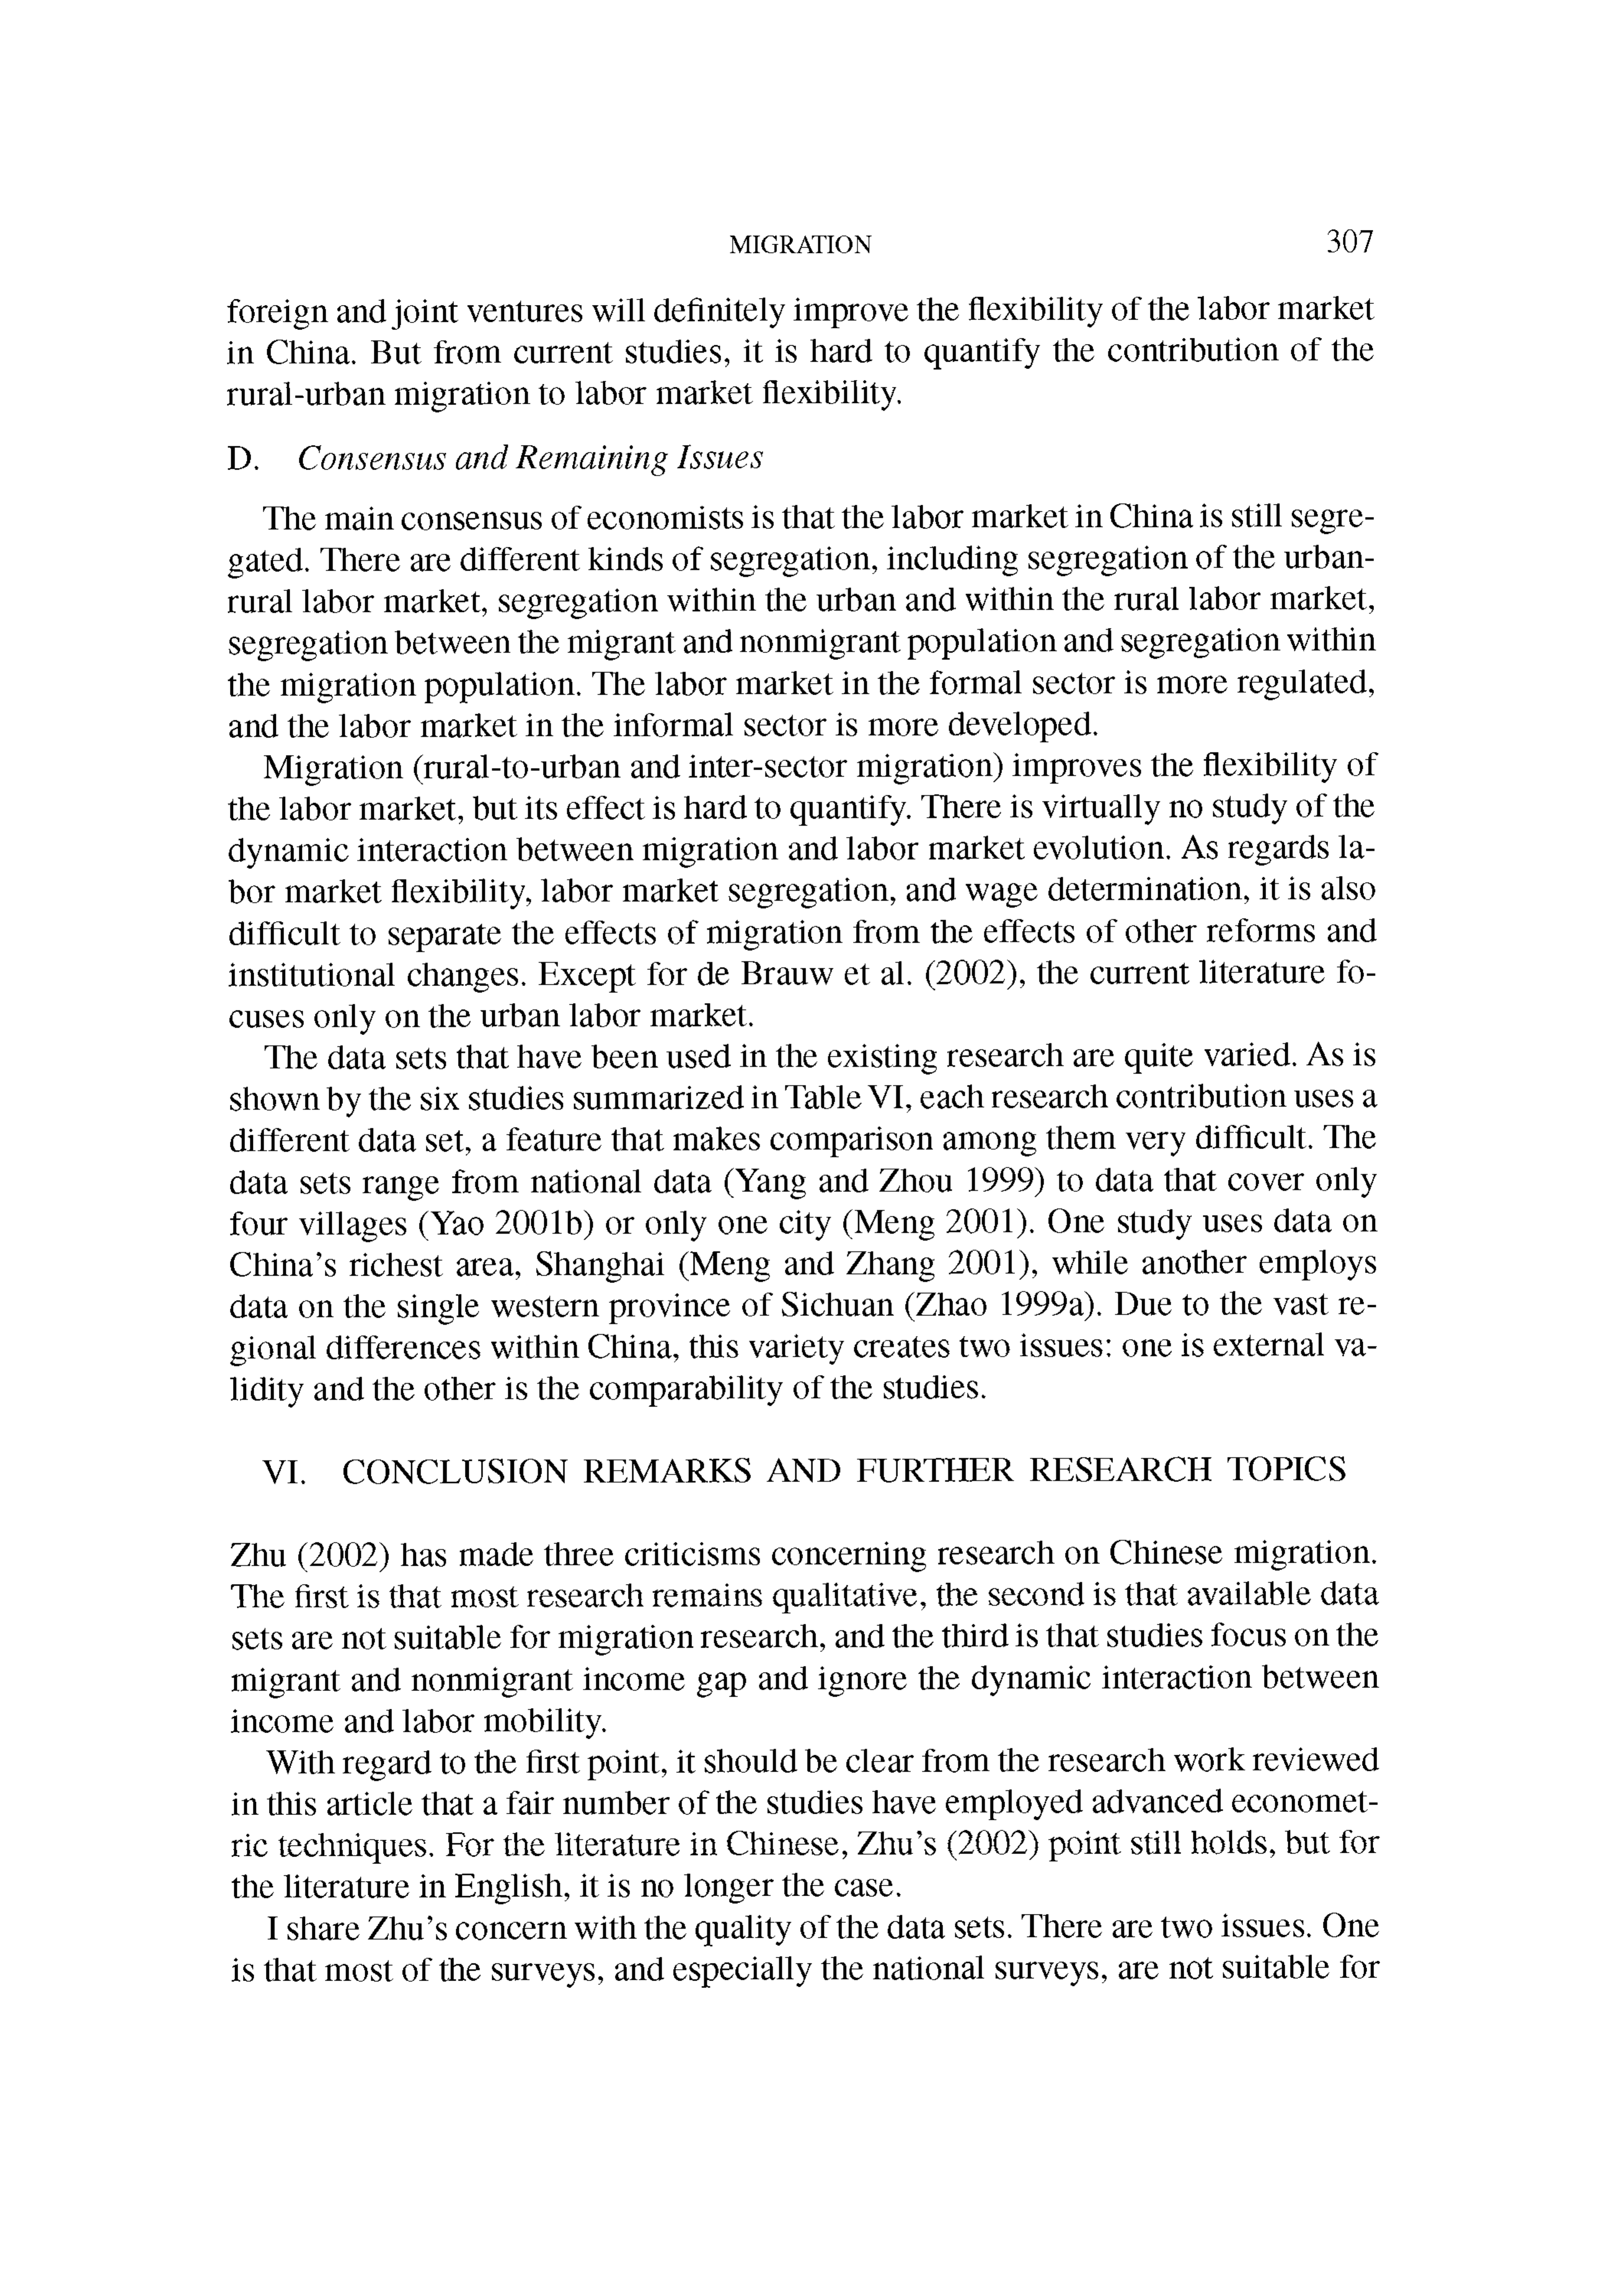 MIGRATION 307
foreign and joint ventures will definitely improve the flexibility of the labor market
in China. But from current studies, it is hard to quantify the contribution of the
rural-urban migration to labor market flexibility.
D. Consensus and Remaining Issues
The main consensus of economists is that the labor market in China is still segre-
gated. There are different kinds of segregation, including segregation of the urban-
rural labor market, segregation within the urban and within the rural labor market,
segregation between the migrant and nonmigrant population and segregation within
the migration population. The labor market in the formal sector is more regulated,
and the labor market in the informal sector is more developed.
Migration (rural-to-urban and inter-sector migration) improves the flexibility of
the labor market, but its effect is hard to quantify. There is virtually no study of the
dynamic interaction between migration and labor market evolution. As regards la-
bor market flexibility, labor market segregation, and wage determination, it is also
difficult to separate the effects of migration from the effects of other reforms and
institutional changes. Except for de Brauw et al. (2002), the current literature fo-
cuses only on the urban labor market.
The data sets that have been used in the existing research are quite varied. As is
shown by the six studies summarized in Table VI, each research contribution uses a
different data set, a feature that makes comparison among them very difficult. The
data sets range from national data (Yang and Zhou 1999) to data that cover only
four villages (Yao 2001b) or only one city (Meng 2001). One study uses data on
China's richest area, Shanghai (Meng and Zhang 2001), while another employs
data on the single western province of Sichuan (Zhao 1999a). Due to the vast re-
gional differences within China, this variety creates two issues: one is external va-
lidity and the other is the comparability of the studies.
VI. CONCLUSION REMARKS AND FURTHER RESEARCH TOPICS
Zhu (2002) has made three criticisms concerning research on Chinese migration.
The first is that most research remains qualitative, the second is that available data
sets are not suitable for migration research, and the third is that studies focus on the
migrant and nonmigrant income gap and ignore the dynamic interaction between
income and labor mobility.
With regard to the first point, it should be clear from the research work reviewed
in this article that a fair number of the studies have employed advanced economet-
ric techniques. For the literature in Chinese, Zhu's (2002) point still holds, but for
the literature in English, it is no longer the case.
I share Zhu's concern with the quality of the data sets. There are two issues. One
is that most of the surveys, and especially the national surveys, are not suitable for